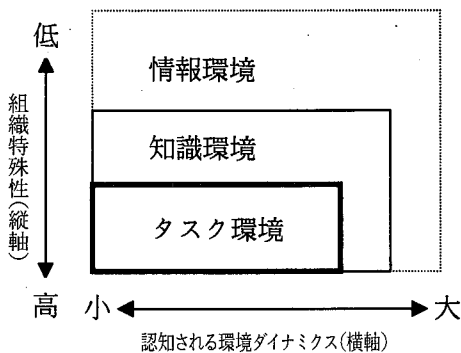 低
情報環境
知識環境
タスク環境
組織特殊性(縦軸)
高 小 大
認知される環境ダイナミクス(横軸)